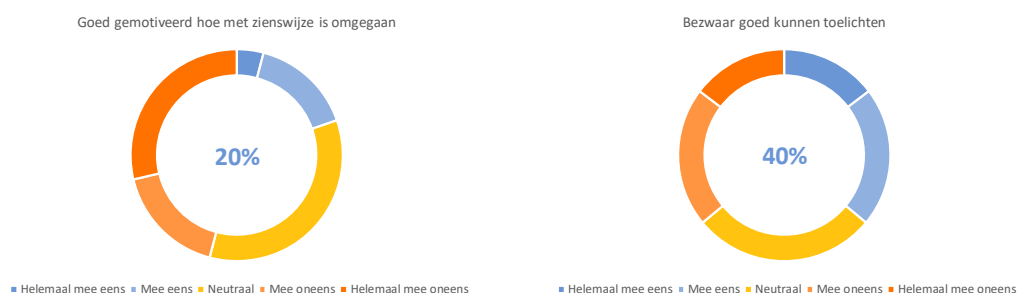 Goed gemotiveerd hoe met zienswijze is omgegaan
20%
Helemaal mee eens Mee eens Neutraal Mee oneens Helemaal mee oneens
Bezwaar goed kunnen toelichten
40%
Helemaal mee eens Mee eens Neutraal Mee oneens Helemaal mee oneens